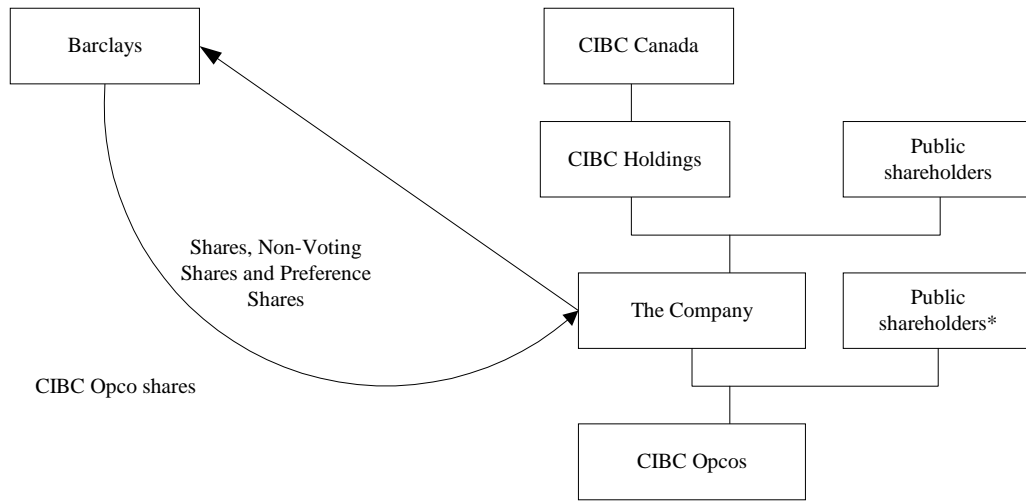 Barclays
CIBC Canada
CIBC Holdings
Public
shareholders
Shares, Non-Voting
Shares and Preference
Shares
The Company
Public
shareholders*
CIBC Opco shares
CIBC Opcos